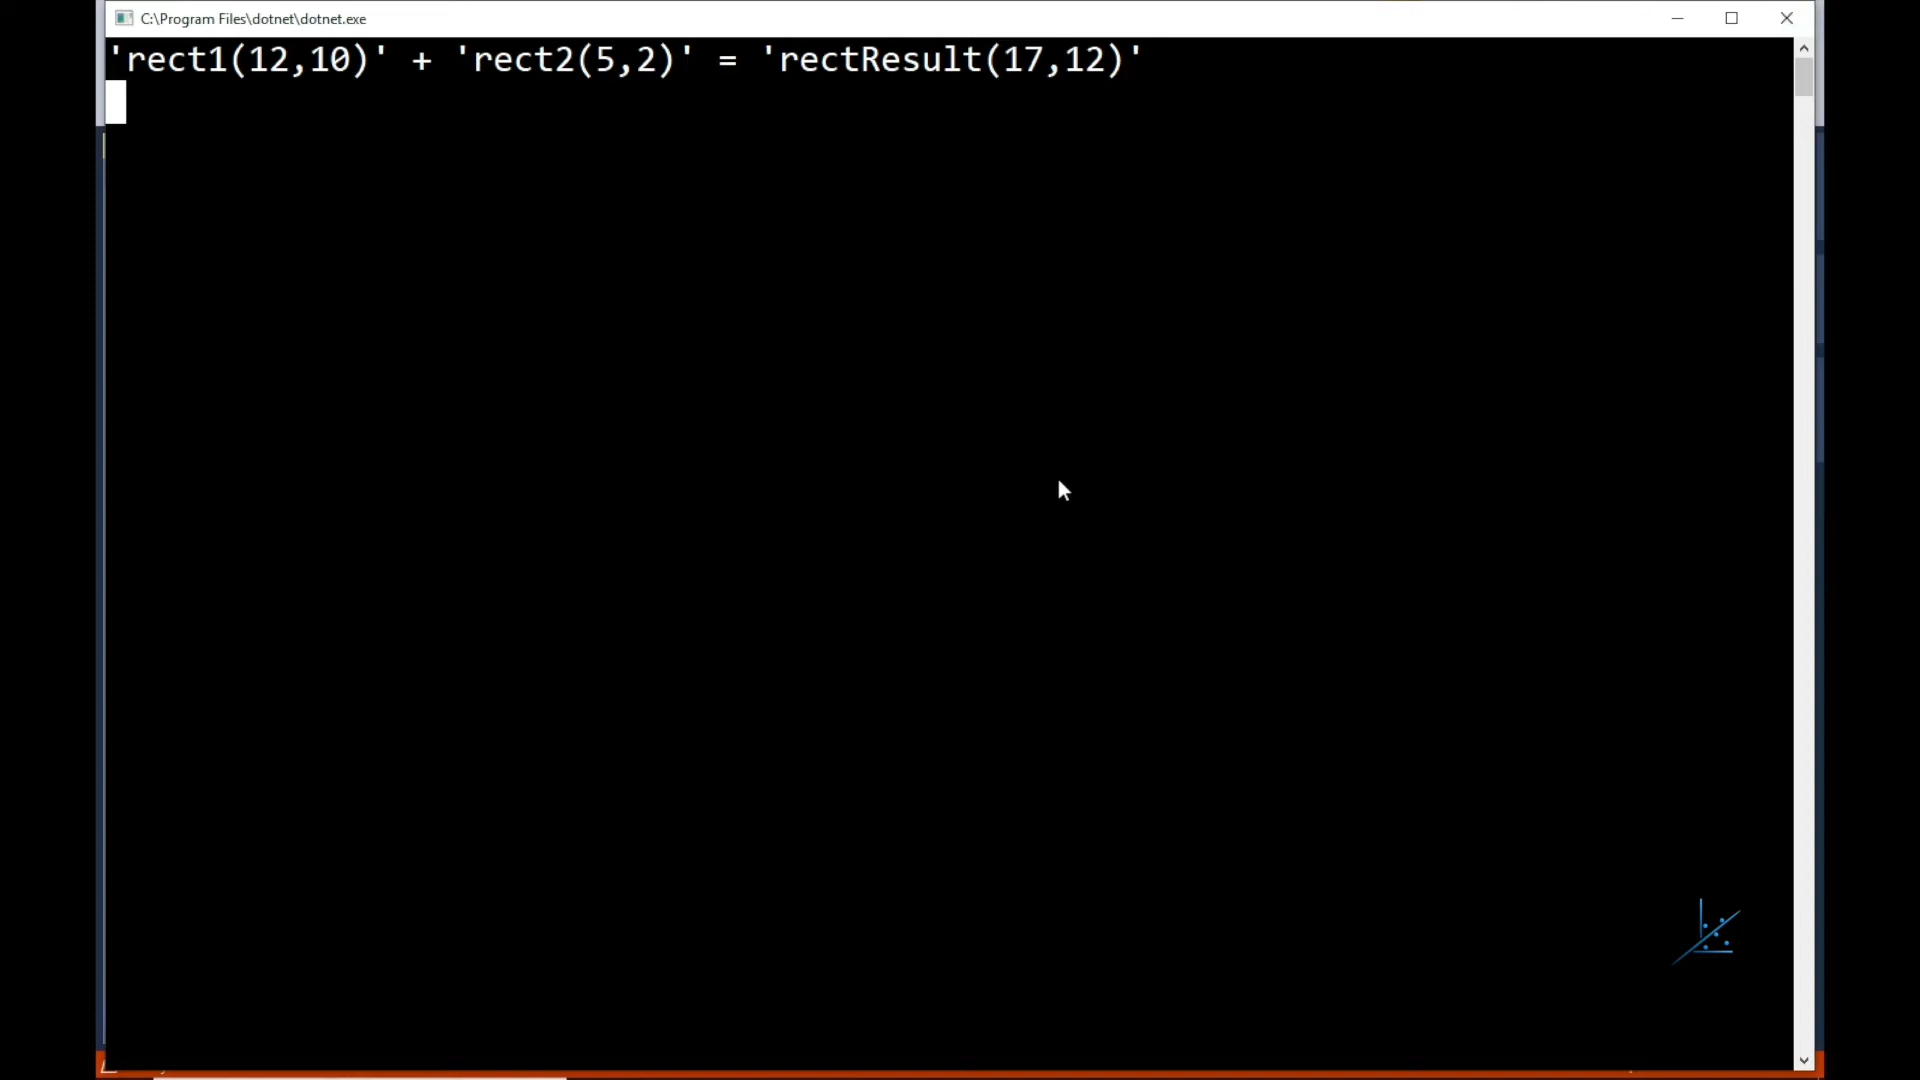 C:\Program Files\dotnet\dotnet.exe
'rect1(12,10)' + 'rect2(5,2)' = 'rectResult(17,12)'